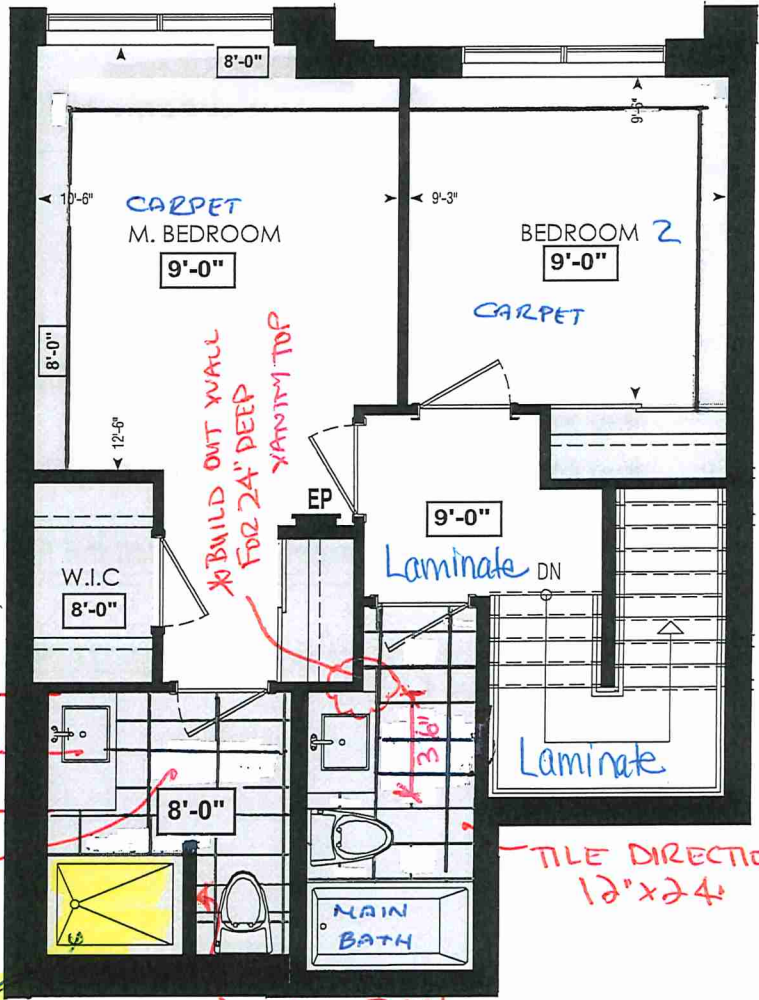 8'-0"
9'-6"
10'-6"
9'-3"
CARPET
M. BEDROOM
9'-0"
BEDROOM 2
9'-0"
CARPET
8'-0"
12'-6"
* BUILD OUT WALL
FOR 24" DEEP
VANITY TOP
EP
9'-0"
Laminate
DN
W.I.C
8'-0"
3'6"
Laminate
8'-0"
TILE DIRECTIO
12"x24"
MAIN
BATH